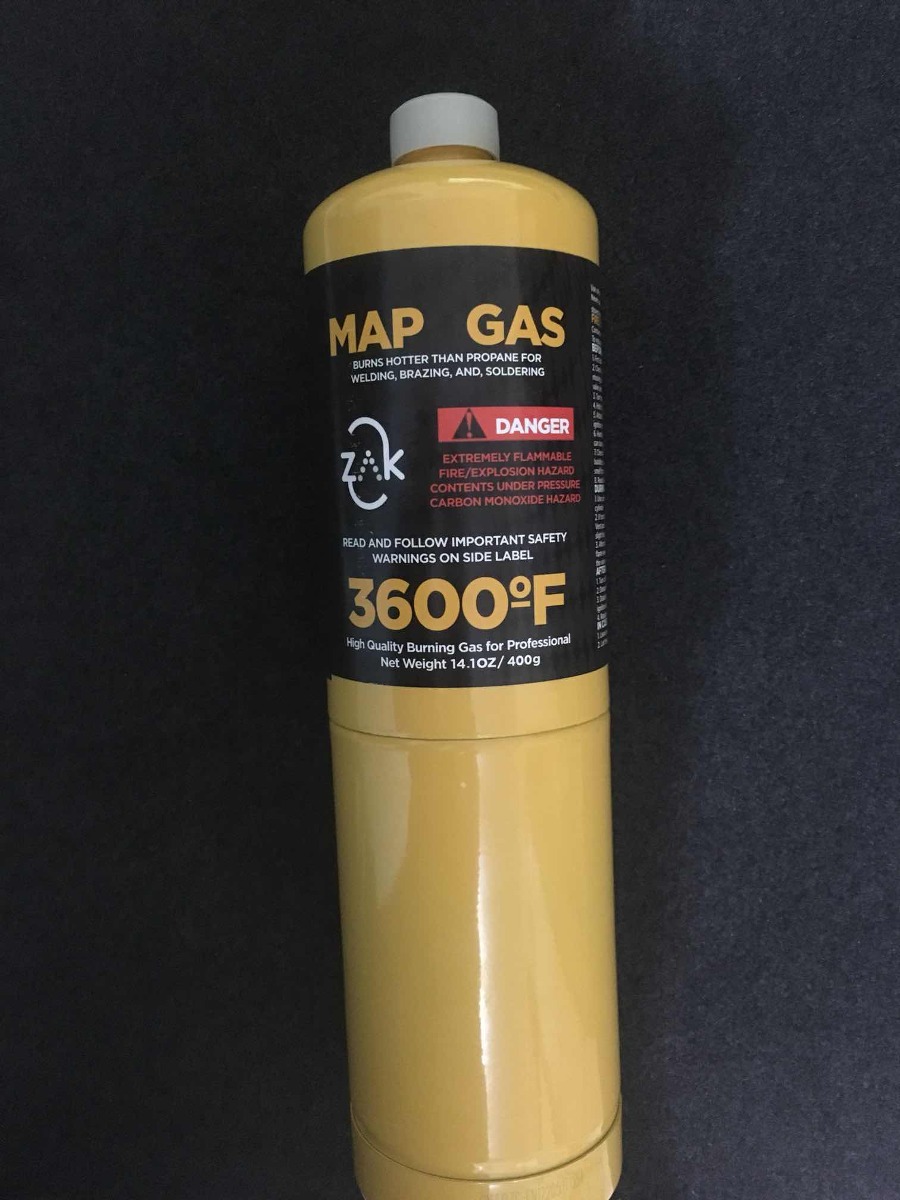 MAP GAS
BURNS HOTTER THAN PROPANE FOR
WELDING, BRAZING, AND, SOLDERING
DANGER
zAk
EXTREMELY FLAMMABLE
FIRE/EXPLOSION HAZARD
CONTENTS UNDER PRESSURE
CARBON MONOXIDE HAZARD
READ AND FOLLOW IMPORTANT SAFETY
WARNINGS ON SIDE LABEL
3600ºF
High Quality Burning Gas for Professional
Net Weight 14.1OZ/ 400g